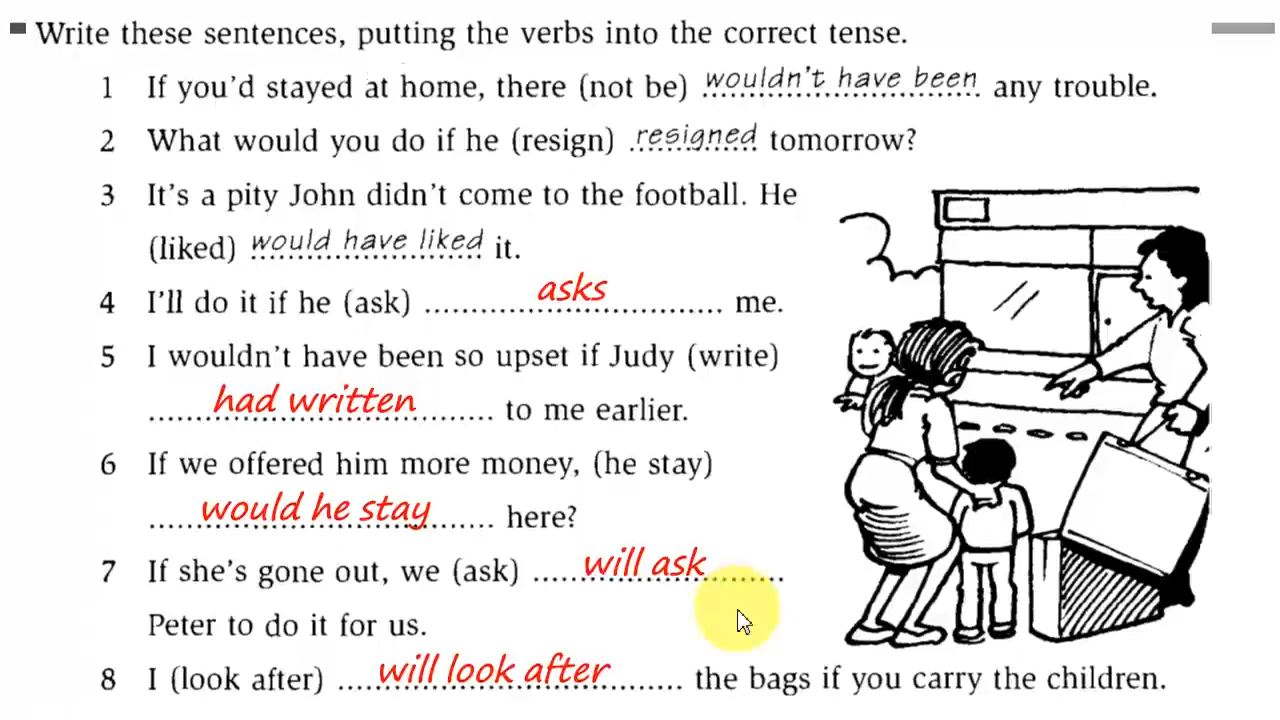 Write these sentences, putting the verbs into the correct tense.
1 If you'd stayed at home, there (not be) wouldn't have been any trouble.
2 What would you do if he (resign) resigned tomorrow?
3 It's a pity John didn't come to the football. He
(liked) would have liked it.
4 I'll do it if he (ask) asks me.
5 I wouldn't have been so upset if Judy (write)
had written to me earlier.
6 If we offered him more money, (he stay)
would he stay here?
7 If she's gone out, we (ask) will ask
Peter to do it for us.
8 I (look after) will look after the bags if you carry the children.